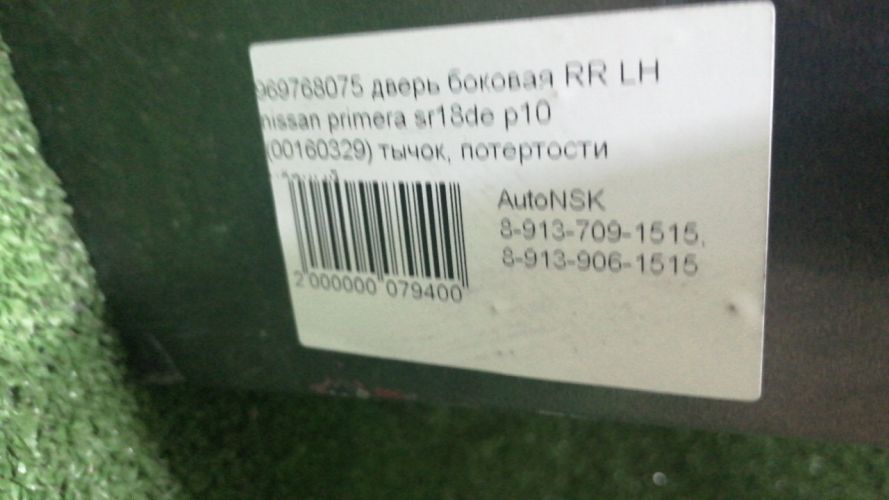 969768075 дверь боковая RR LH
nissan primera sr18de p10
(00160329) тычок, потертости
AutoNSK
8-913-709-1515,
8-913-906-1515
2 000000 079400